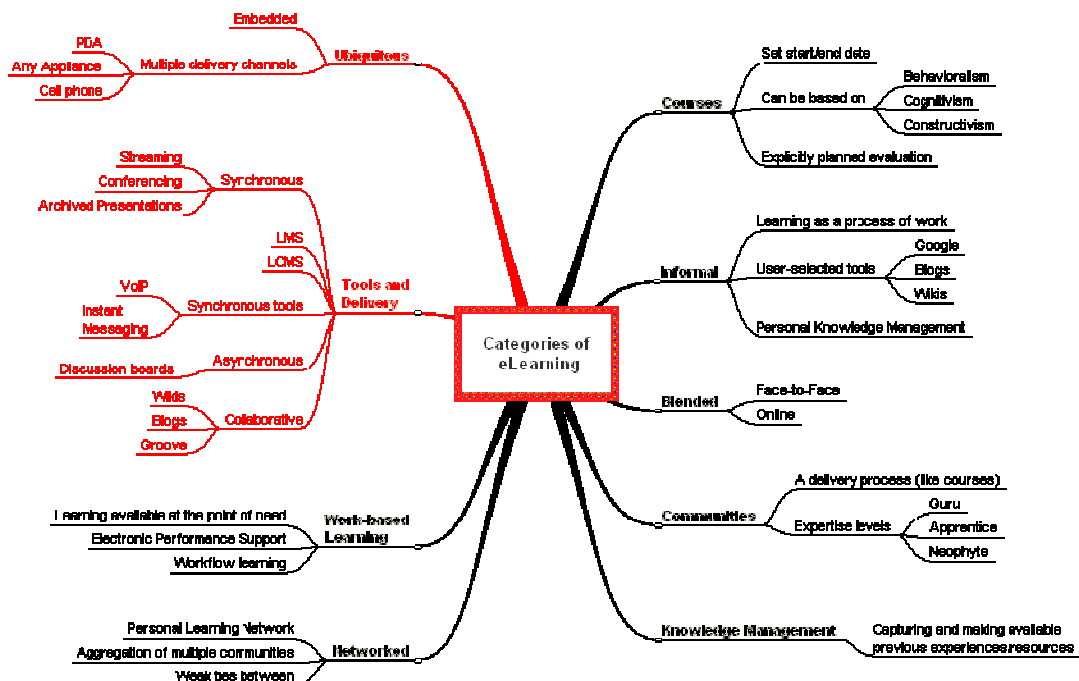 Categories of
eLearning
Ubiquitous
Embedded
Multiple delivery channels
PDA
Any Appliance
Cell phone
Tools and
Delivery
Synchronous
Streaming
Conferencing
Archived Presentations
LMS
LCMS
Synchronous tools
VoIP
Instant
Messaging
Asynchronous
Discussion boards
Collaborative
Wikis
Blogs
Groove
Work-based
Learning
Learning available at the point of need
Electronic Performance Support
Workflow learning
Networked
Personal Learning Network
Aggregation of multiple communities
Weak ties between
Courses
Set start/end date
Can be based on
Behavioralism
Cognitivism
Constructivism
Explicitly planned evaluation
Informal
Learning as a process of work
User-selected tools
Google
Blogs
Wikis
Personal Knowledge Management
Blended
Face-to-Face
Online
Communities
A delivery process (like courses)
Expertise levels
Guru
Apprentice
Neophyte
Knowledge Management
Capturing and making available
previous experiences/resources